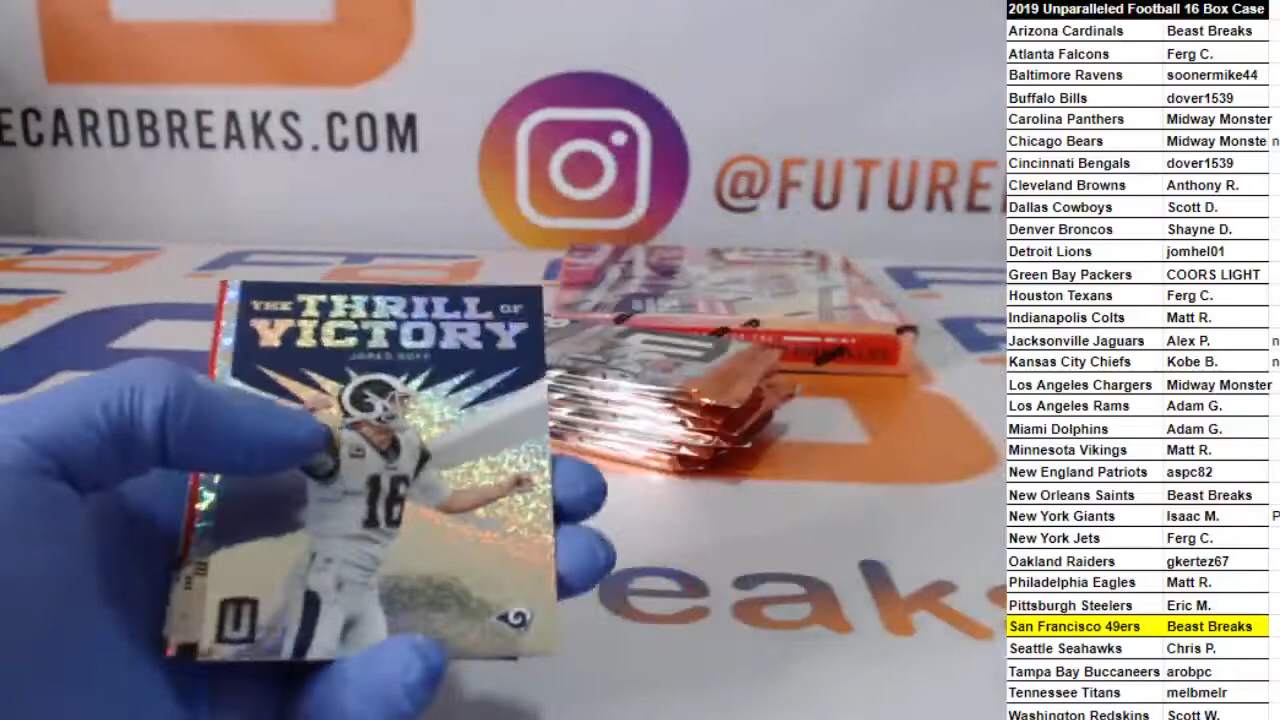 ECARDBREAKS.COM
@FUTURE
THE THRILL OF
VICTORY
JARED GOFF
16
eaks
2019 Unparalleled Football 16 Box Case
Arizona Cardinals Beast Breaks
Atlanta Falcons Ferg C.
Baltimore Ravens soonermike44
Buffalo Bills dover1539
Carolina Panthers Midway Monster
Chicago Bears Midway Monste n
Cincinnati Bengals dover1539
Cleveland Browns Anthony R.
Dallas Cowboys Scott D.
Denver Broncos Shayne D.
Detroit Lions jomhel01
Green Bay Packers COORS LIGHT
Houston Texans Ferg C.
Indianapolis Colts Matt R.
Jacksonville Jaguars Alex P. n
Kansas City Chiefs Kobe B. n
Los Angeles Chargers Midway Monster
Los Angeles Rams Adam G.
Miami Dolphins Adam G.
Minnesota Vikings Matt R.
New England Patriots aspc82
New Orleans Saints Beast Breaks
New York Giants Isaac M. P
New York Jets Ferg C.
Oakland Raiders gkertez67
Philadelphia Eagles Matt R.
Pittsburgh Steelers Eric M.
San Francisco 49ers Beast Breaks
Seattle Seahawks Chris P.
Tampa Bay Buccaneers arobpc
Tennessee Titans melbmelr
Washington Redskins Scott W.